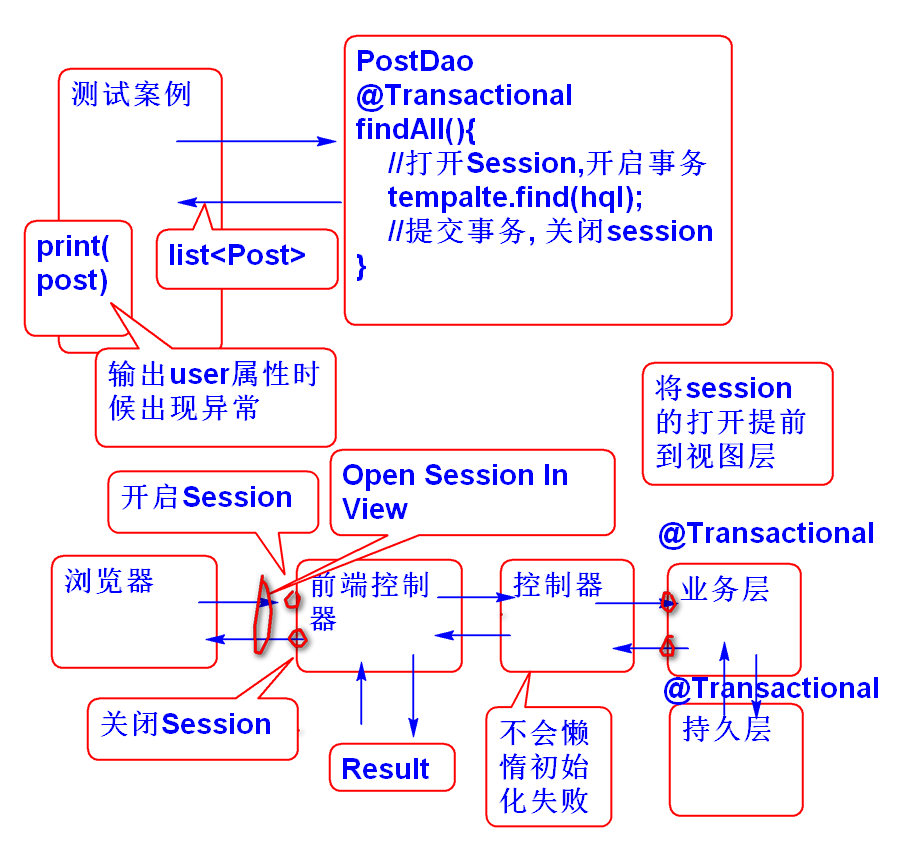 测试案例
PostDao
@Transactional
findAll(){
//打开Session,开启事务
tempalte.find(hql);
//提交事务, 关闭session
}
print(
post)
list<Post>
输出user属性时
候出现异常
将session
的打开提前
到视图层
开启Session
Open Session In
View
@Transactional
浏览器
前端控制
器
控制器
业务层
@Transactional
关闭Session
Result
不会懒
惰初始
化失败
持久层